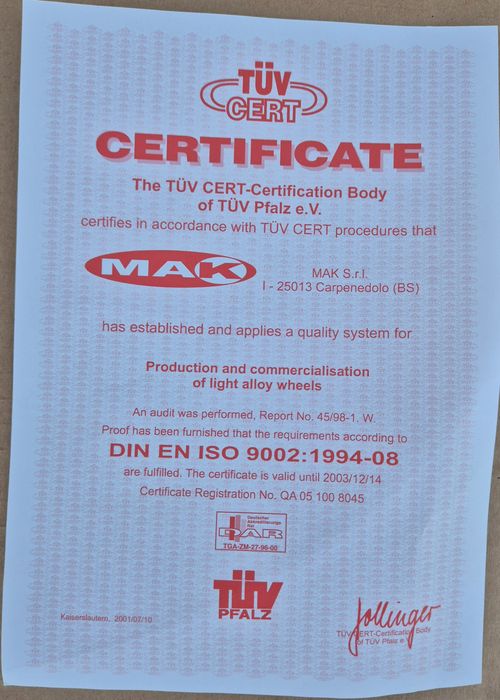 TÜV
CERT
CERTIFICATE
The TÜV CERT-Certification Body
of TÜV Pfalz e.V.
certifies in accordance with TÜV CERT procedures that
MAK
MAK S.r.l.
I - 25013 Carpenedolo (BS)
has established and applies a quality system for
Production and commercialisation
of light alloy wheels
An audit was performed, Report No. 45/98-1. W.
Proof has been furnished that the requirements according to
DIN EN ISO 9002:1994-08
are fulfilled. The certificate is valid until 2003/12/14
Certificate Registration No. QA 05 100 8045
Deutscher
Akkreditierungs
Rat
DAR
TGA-ZM-27-96-00
TÜV
PFALZ
Kaiserslautern, 2001/07/10
Jollinger
TÜV CERT-Certification Body
of TÜV Pfalz e.V.